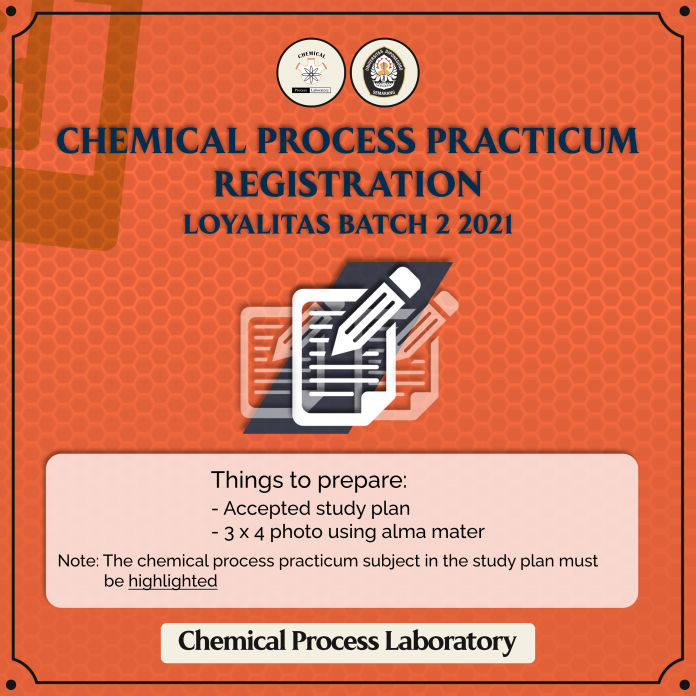 CHEMICAL
Process Laboratory
UNIVERSITAS DIPONEGORO
SEMARANG
CHEMICAL PROCESS PRACTICUM
REGISTRATION
LOYALITAS BATCH 2 2021
Things to prepare:
- Accepted study plan
- 3 x 4 photo using alma mater
Note: The chemical process practicum subject in the study plan must
be highlighted
Chemical Process Laboratory